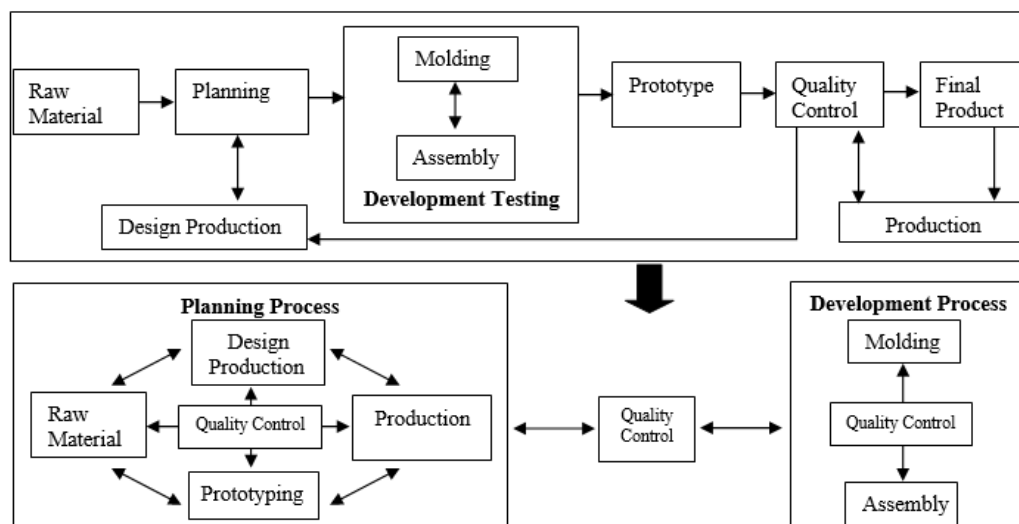 Raw
Material
Planning
Molding
Assembly
Development Testing
Prototype
Quality
Control
Final
Product
Design Production
Production
Planning Process
Design
Production
Raw
Material
Quality Control
Production
Prototyping
Quality
Control
Development Process
Molding
Quality Control
Assembly